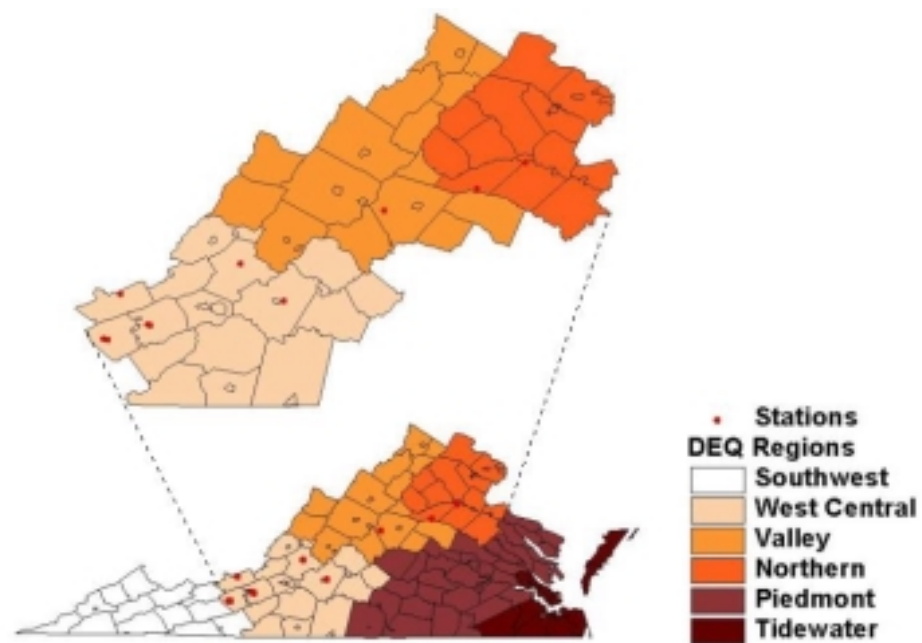 Stations
DEQ Regions
Southwest
West Central
Valley
Northern
Piedmont
Tidewater